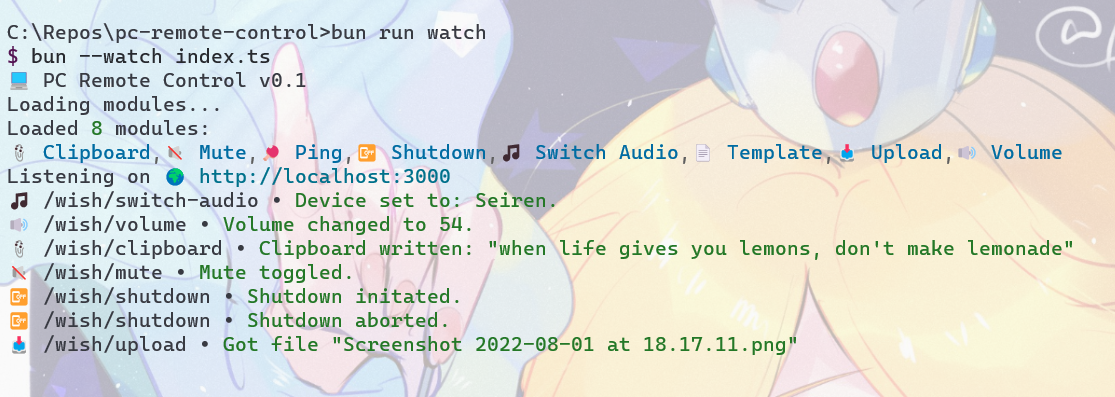 C:\Repos\pc-remote-control>bun run watch
$ bun --watch index.ts
💻 PC Remote Control v0.1
Loading modules...
Loaded 8 modules:
📎 Clipboard, 🔇 Mute, 🏓 Ping, 🔄 Shutdown, 🎵 Switch Audio, 📄 Template, 📥 Upload, 🔊 Volume
Listening on 🌍 http://localhost:3000
🎵 /wish/switch-audio • Device set to: Seiren.
🔊 /wish/volume • Volume changed to 54.
📎 /wish/clipboard • Clipboard written: "when life gives you lemons, don't make lemonade"
🔇 /wish/mute • Mute toggled.
/wish/shutdown • Shutdown initated.
/wish/shutdown • Shutdown aborted.
📥 /wish/upload • Got file "Screenshot 2022-08-01 at 18.17.11.png"